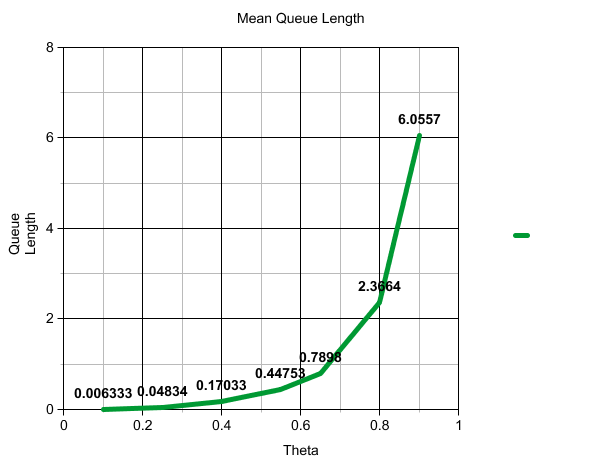 Mean Queue Length
8
6
4
2
0
Queue
Length
6.0557
2.3664
0.7898
0.44753
0.17033
0.04834
0.006333
0 0.2 0.4 0.6 0.8 1
Theta